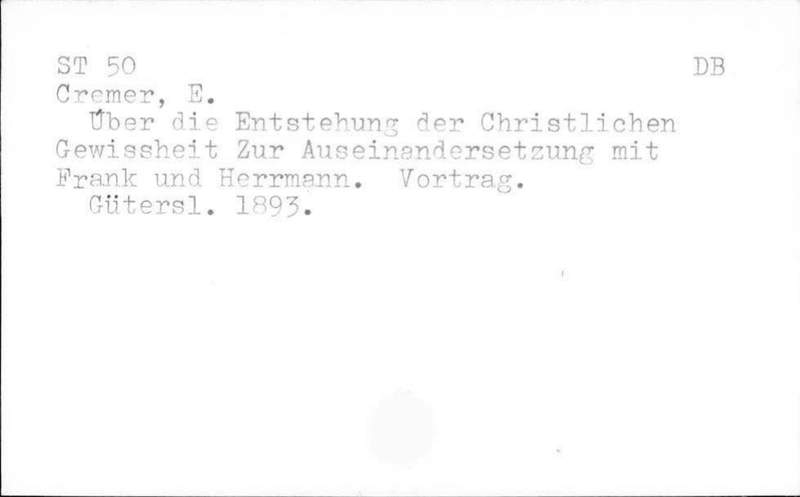 ST 50 DB
Cremer, E.
Über die Entstehung der Christlichen
Gewissheit Zur Auseinandersetzung mit
Frank und Herrmann. Vortrag.
Gütersl. 1893.